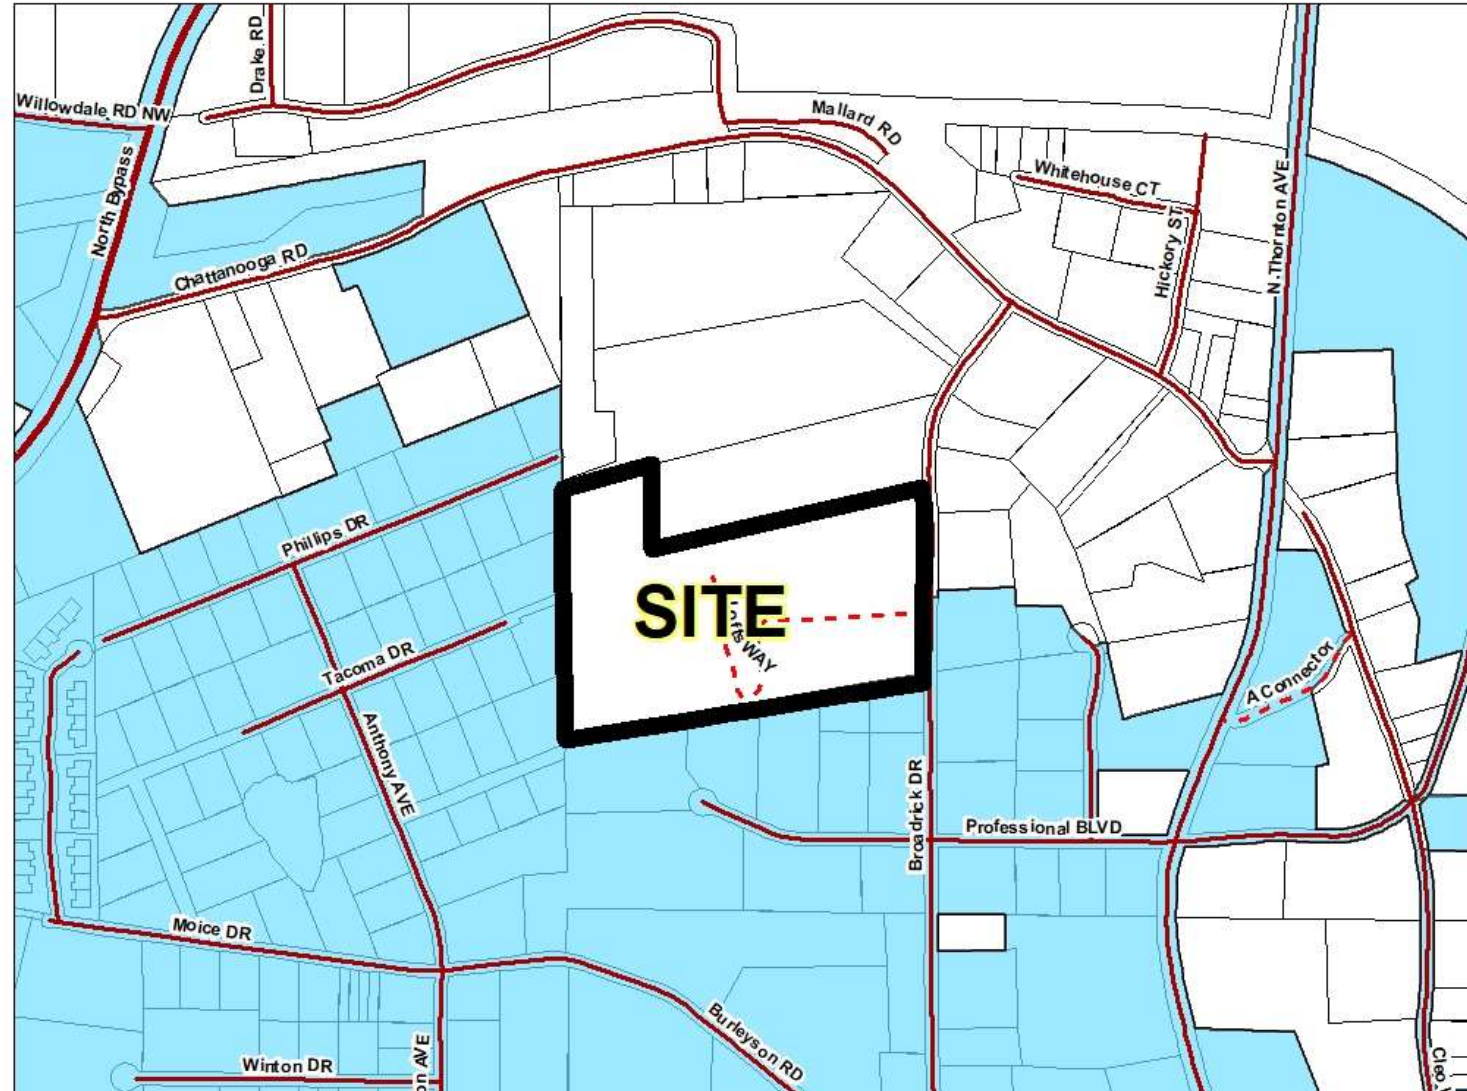 Drake RD
Willowdale RD NW
Mallard RD
Whitehouse CT
North Bypass
Hickory ST
N Thornton AVE
Chattanooga RD
Phillips DR
SITE
Lofts WAY
Tacoma DR
A Connector
Anthony AVE
Broadrick DR
Professional BLVD
Moice DR
Burleyson RD
Winton DR
on AVE
Cleo